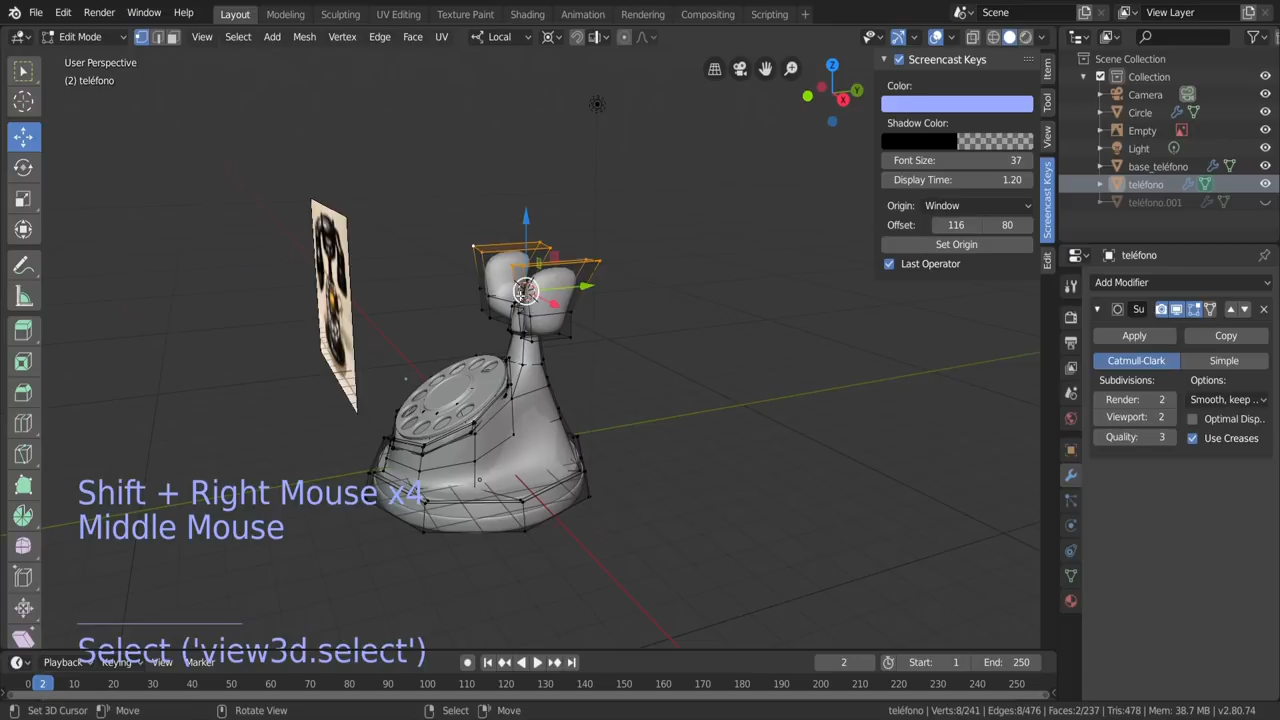 File Edit Render Window Help Layout Modeling Sculpting UV Editing Texture Paint Shading Animation Rendering Compositing Scripting + Scene View Layer
Edit Mode View Select Add Mesh Vertex Edge Face UV Local
User Perspective
(2) teléfono
Z
Y
X
Screencast Keys
Color:
Shadow Color:
Font Size: 37
Display Time: 1.20
Origin: Window
Offset: 116 80
Set Origin
Last Operator
Item
Tool
View
Screencast Keys
Edit
Scene Collection
Collection
Camera
Circle
Empty
Light
base_teléfono
teléfono
teléfono.001
teléfono
Add Modifier
Su
Apply Copy
Catmull-Clark Simple
Subdivisions: Options:
Render: 2 Smooth, keep ..
Viewport: 2 Optimal Disp..
Quality: 3 Use Creases
Shift + Right Mouse x4
Middle Mouse
Select ('view3d.select')
Playback Keying View Marker 2 Start: 1 End: 250
0 2 20 30 40 50 60 70 80 90 100 110 120 130 140 150 160 170 180 190 200 210 220 230 240 250
Set 3D Cursor Move Rotate View Select Move teléfono | Verts:8/241 | Edges:8/476 | Faces:2/237 | Tris:478 | Mem: 38.7 MB | v2.80.74